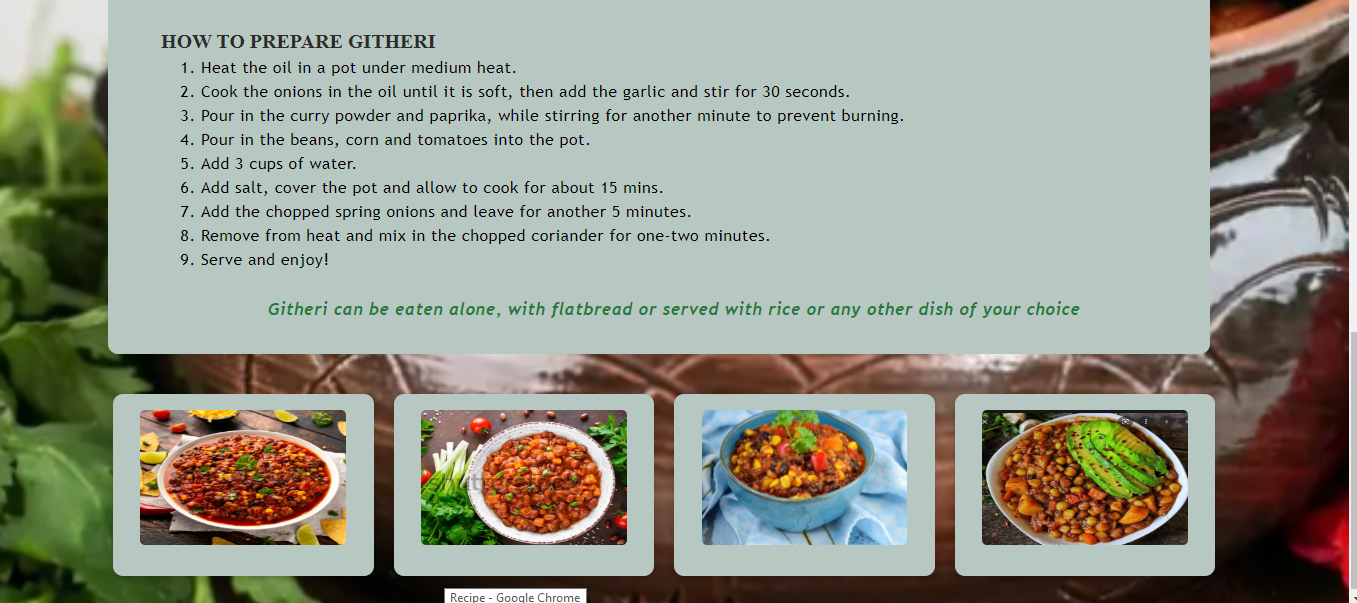 HOW TO PREPARE GITHERI
1. Heat the oil in a pot under medium heat.
2. Cook the onions in the oil until it is soft, then add the garlic and stir for 30 seconds.
3. Pour in the curry powder and paprika, while stirring for another minute to prevent burning.
4. Pour in the beans, corn and tomatoes into the pot.
5. Add 3 cups of water.
6. Add salt, cover the pot and allow to cook for about 15 mins.
7. Add the chopped spring onions and leave for another 5 minutes.
8. Remove from heat and mix in the chopped coriander for one-two minutes.
9. Serve and enjoy!
Githeri can be eaten alone, with flatbread or served with rice or any other dish of your choice
Recipe - Google Chrome